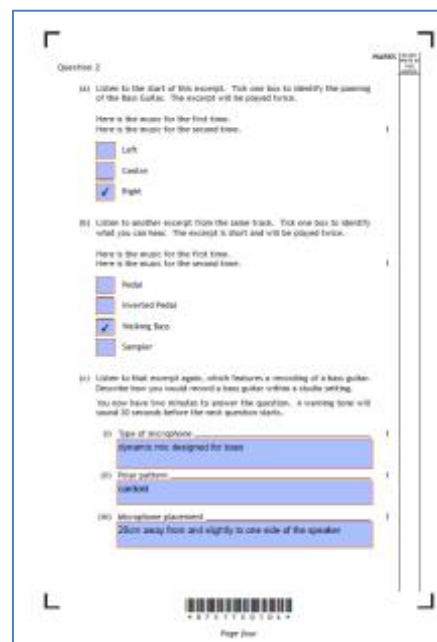 MARKS
Question 2
(a) Listen to the start of this excerpt. Tick one box to identify the panning
of the Bass Guitar. The excerpt will be played twice.
Here is the music for the first time.
Here is the music for the second time. 1
Left
Centre
✓ Right
(b) Listen to another excerpt from the same track. Tick one box to identify
what you can hear. The excerpt is short and will be played twice.
Here is the music for the first time.
Here is the music for the second time. 1
Pedal
Inverted Pedal
✓ Walking Bass
Sampler
(c) Listen to that excerpt again, which features a recording of a bass guitar.
Describe how you would record a bass guitar within a studio setting.
You now have two minutes to answer the question. A warning tone will
sound 30 seconds before the next question starts.
(i) Type of microphone 1
dynamic mic designed for bass
(ii) Polar pattern 1
cardioid
(iii) Microphone placement 1
20cm away from and slightly to one side of the speaker
Page four